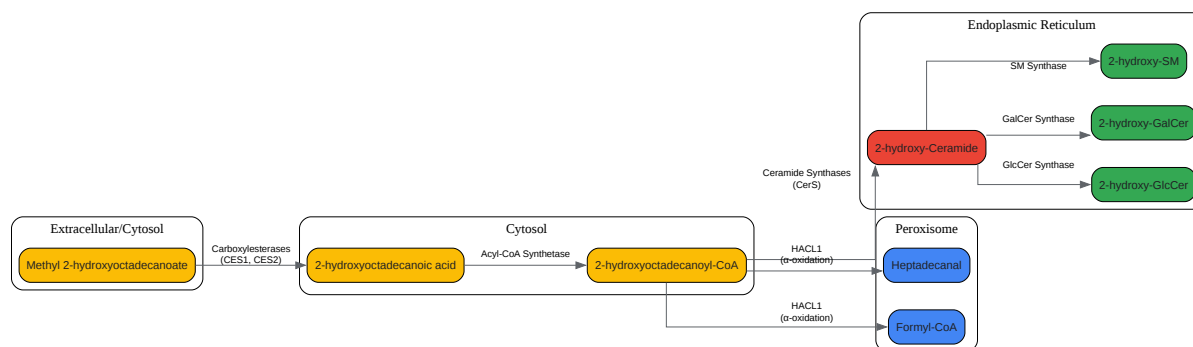 Endoplasmic Reticulum
SM Synthase
2-hydroxy-SM
GalCer Synthase
2-hydroxy-GalCer
2-hydroxy-Ceramide
GlcCer Synthase
2-hydroxy-GlcCer
Ceramide Synthases
(CerS)
Extracellular/Cytosol
Methyl 2-hydroxyoctadecanoate
Carboxylesterases
(CES1, CES2)
Cytosol
2-hydroxyoctadecanoic acid
Acyl-CoA Synthetase
2-hydroxyoctadecanoyl-CoA
HACL1
(α-oxidation)
Peroxisome
Heptadecanal
HACL1
(α-oxidation)
Formyl-CoA